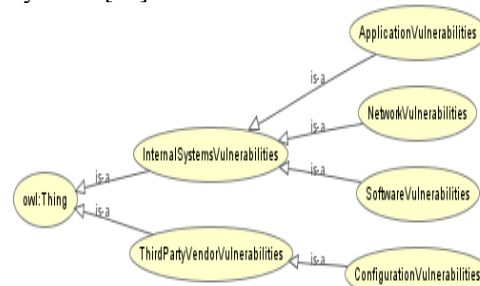 ApplicationVulnerabilities
is-a
NetworkVulnerabilities
is-a
InternalSystemsVulnerabilities
is-a
is-a
SoftwareVulnerabilities
owl:Thing
is-a
ThirdPartyVendorVulnerabilities
is-a
ConfigurationVulnerabilities